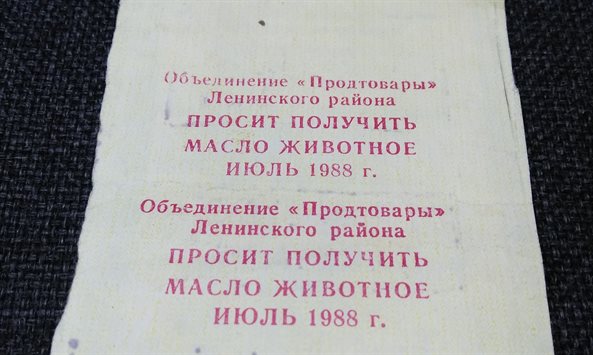 Объединение «Продтовары»
Ленинского района
ПРОСИТ ПОЛУЧИТЬ
МАСЛО ЖИВОТНОЕ
ИЮЛЬ 1988 г.
Объединение «Продтовары»
Ленинского района
ПРОСИТ ПОЛУЧИТЬ
МАСЛО ЖИВОТНОЕ
ИЮЛЬ 1988 г.